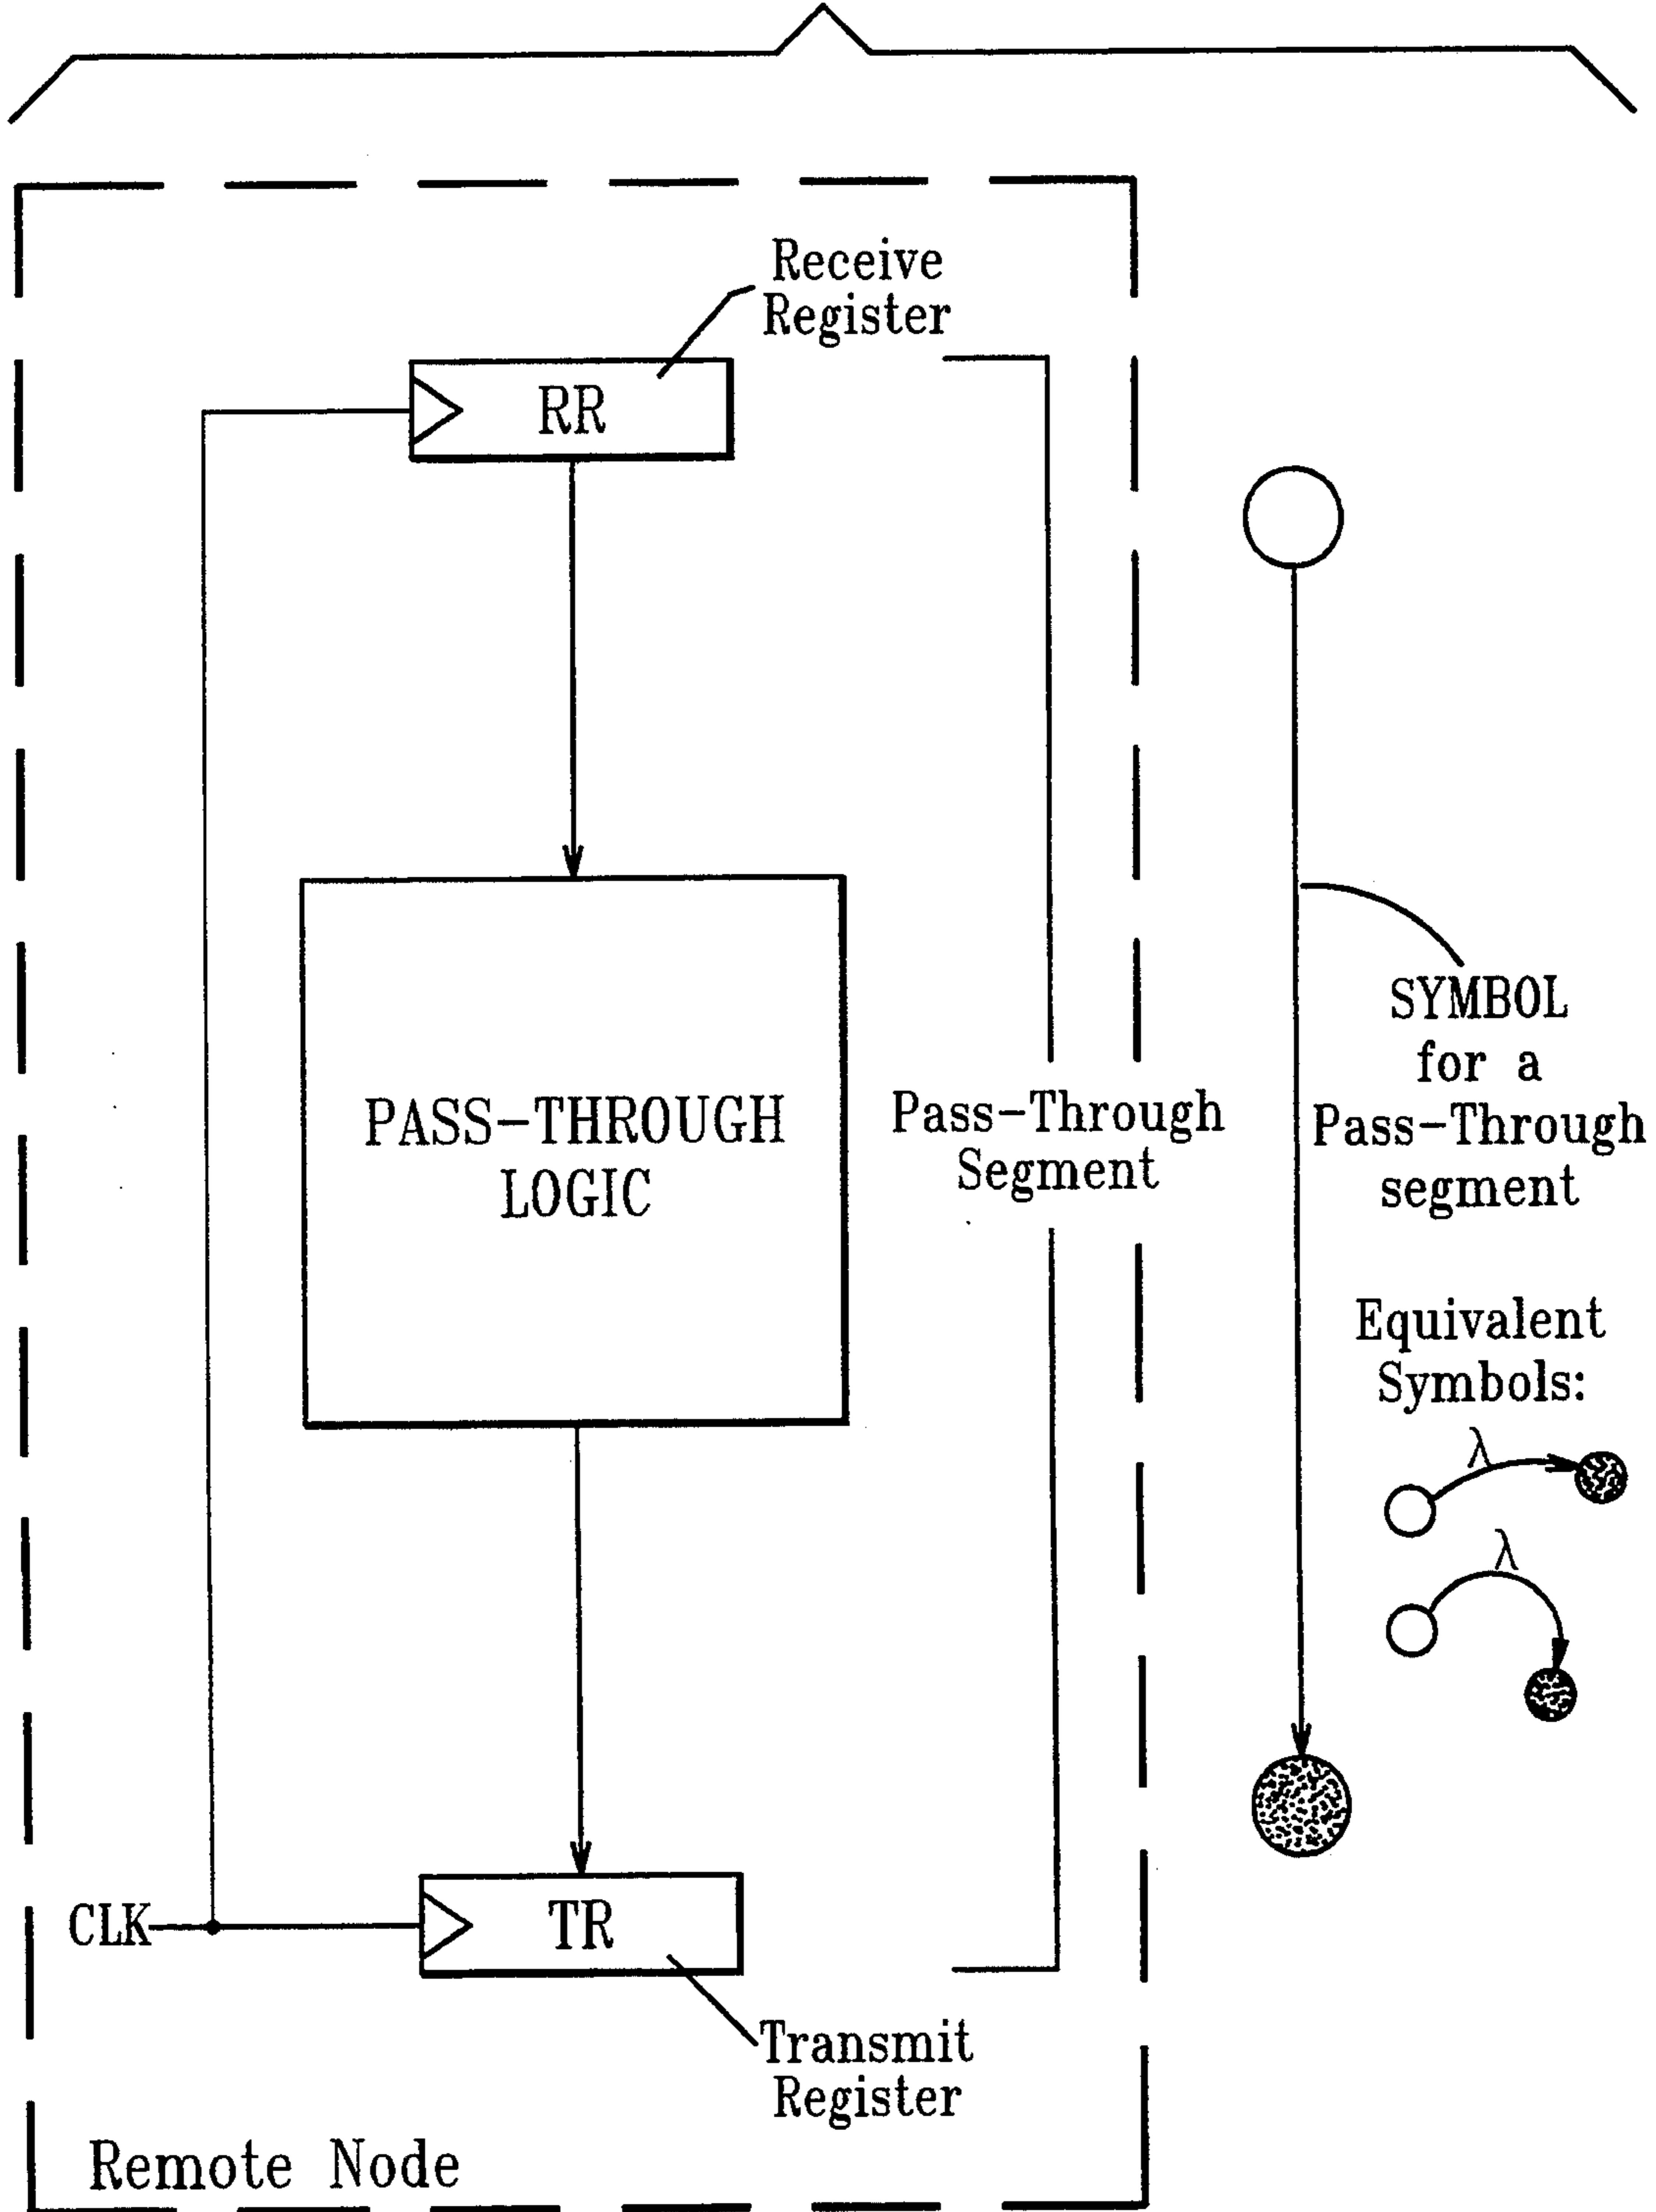 Receive
Register
RR
PASS-THROUGH
LOGIC
Pass-Through
Segment
SYMBOL
for a
Pass-Through
segment
Equivalent
Symbols:
λ
λ
CLK
TR
Transmit
Register
Remote Node